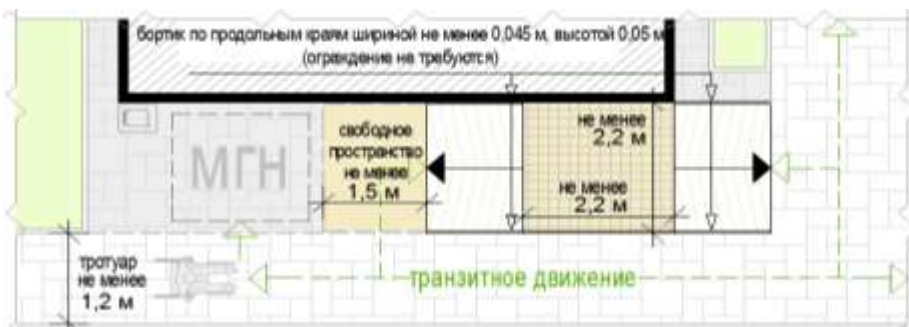 бортик по продольным краям шириной не менее 0,045 м, высотой 0,05 м
(ограждение не требуются)
МГН
свободное
пространство
не менее
1,5 м
не менее
2,2 м
не менее
2,2 м
тротуар
не менее
1,2 м
транзитное движение